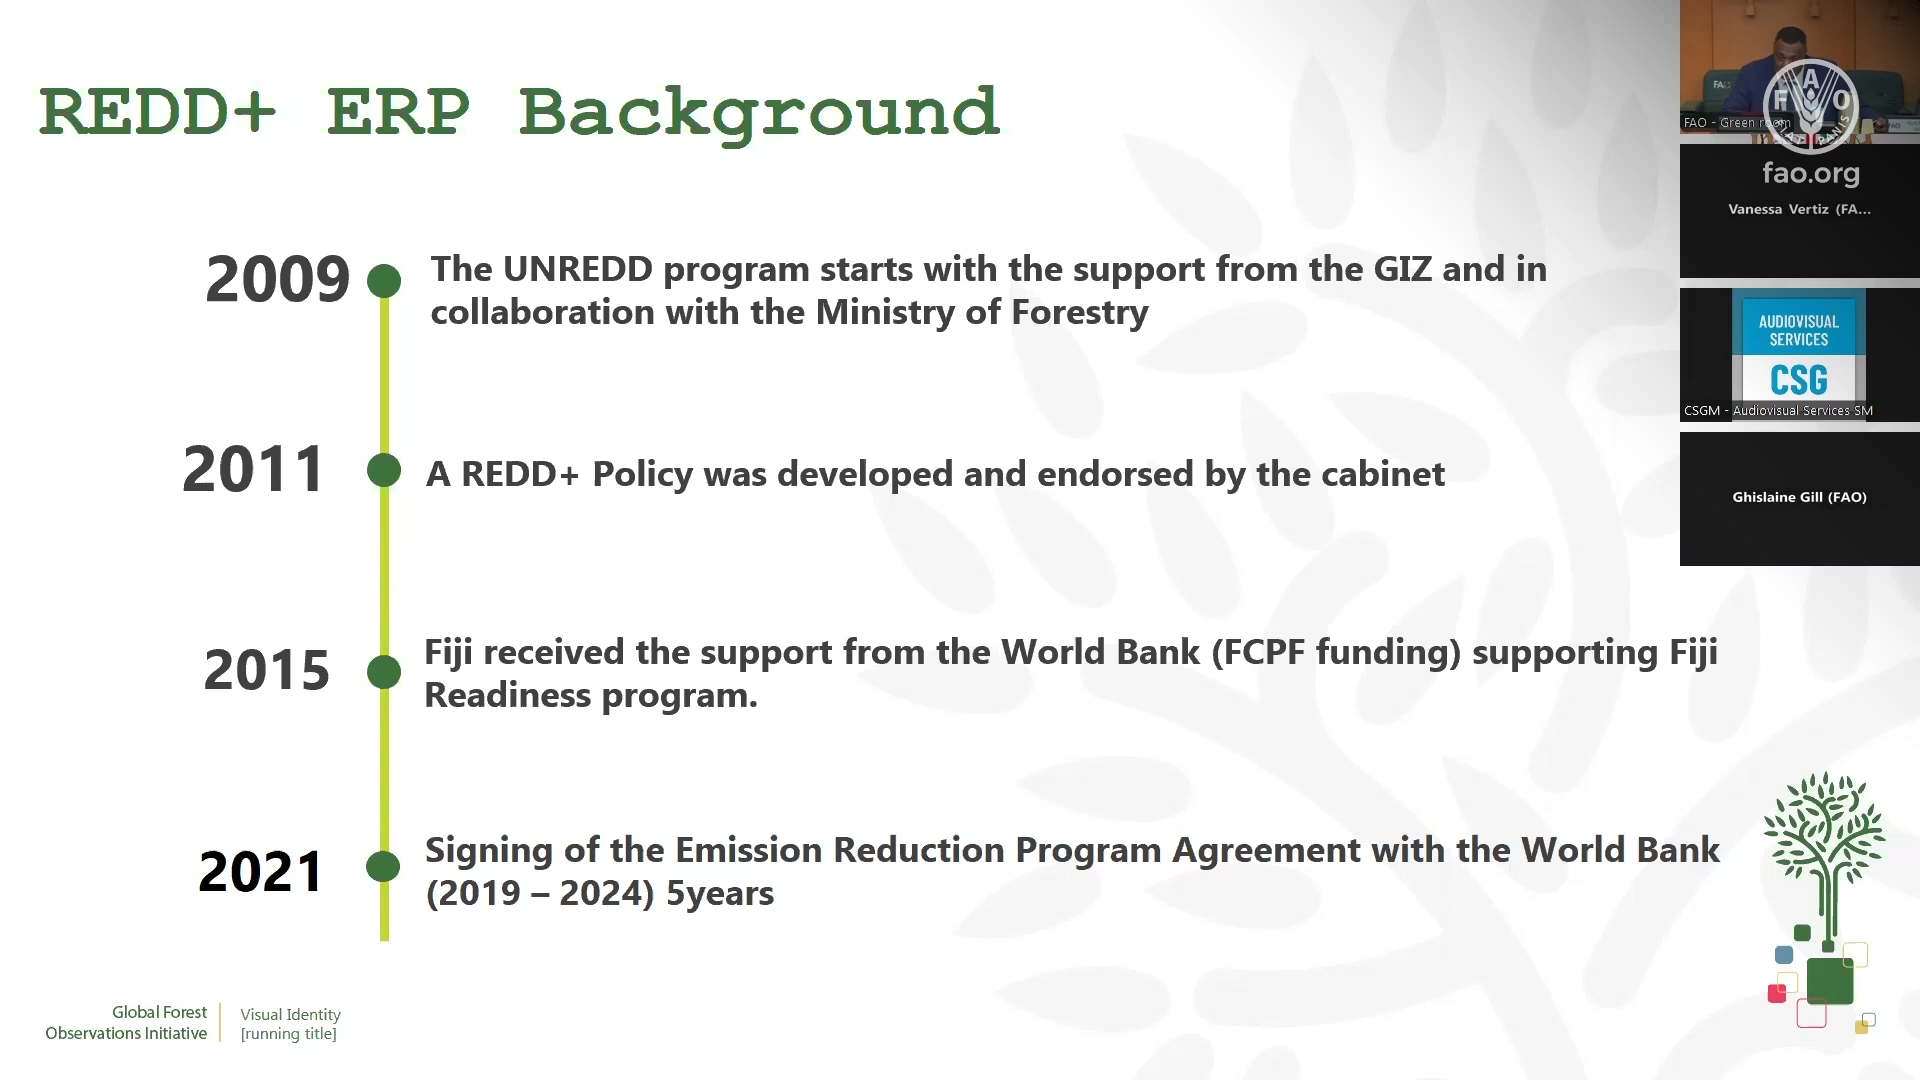 REDD+ ERP Background
2009
The UNREDD program starts with the support from the GIZ and in
collaboration with the Ministry of Forestry
2011
A REDD+ Policy was developed and endorsed by the cabinet
2015
Fiji received the support from the World Bank (FCPF funding) supporting Fiji
Readiness program.
2021
Signing of the Emission Reduction Program Agreement with the World Bank
(2019 – 2024) 5years
Global Forest
Observations Initiative
Visual Identity
[running title]
FAO - Green room
F A O
PANIS
fao.org
Vanessa Vertiz (FA...
AUDIOVISUAL
SERVICES
CSG
CSGM - Audiovisual Services SM
Ghislaine Gill (FAO)